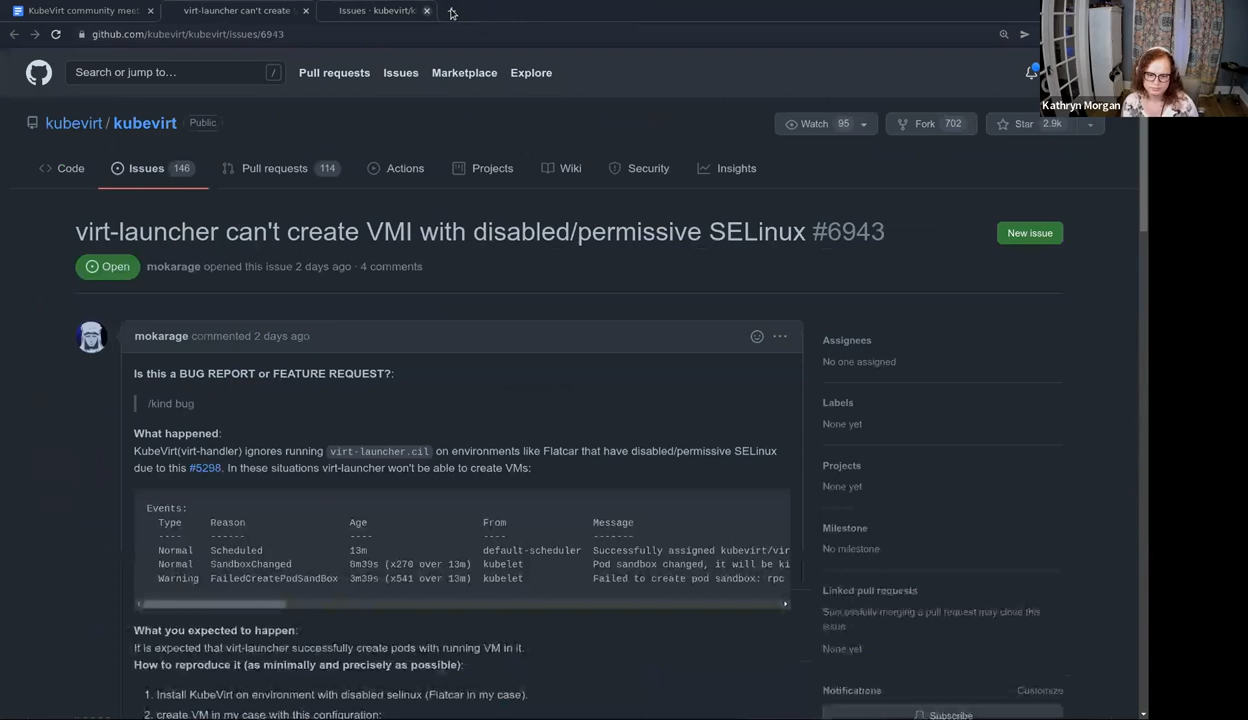 KubeVirt community meet
virt-launcher can't create
Issues · kubevirt/k
github.com/kubevirt/kubevirt/issues/6943
Search or jump to…
/
Pull requests
Issues
Marketplace
Explore
Kathryn Morgan
kubevirt / kubevirt
Public
Watch 95
Fork 702
Star 2.9k
Code
Issues 146
Pull requests 114
Actions
Projects
Wiki
Security
Insights
virt-launcher can't create VMI with disabled/permissive SELinux #6943
New issue
Open
mokarage opened this issue 2 days ago · 4 comments
mokarage commented 2 days ago
Is this a BUG REPORT or FEATURE REQUEST?:
/kind bug
What happened:
KubeVirt(virt-handler) ignores running virt-launcher.cil on environments like Flatcar that have disabled/permissive SELinux
due to this #5298. In these situations virt-launcher won't be able to create VMs:
Events:
Type Reason Age From Message
---- ------ ---- ---- -------
Normal Scheduled 13m default-scheduler Successfully assigned kubevirt/vir
Normal SandboxChanged 8m39s (x270 over 13m) kubelet Pod sandbox changed, it will be ki
Warning FailedCreatePodSandBox 3m39s (x541 over 13m) kubelet Failed to create pod sandbox: rpc
What you expected to happen:
It is expected that virt-launcher successfully create pods with running VM in it.
How to reproduce it (as minimally and precisely as possible):
1. Install KubeVirt on environment with disabled selinux (Flatcar in my case).
2. create VM in my case with this configuration:
Assignees
No one assigned
Labels
None yet
Projects
None yet
Milestone
No milestone
Linked pull requests
Successfully merging a pull request may close this
issue.
None yet
Notifications
Customize
Subscribe